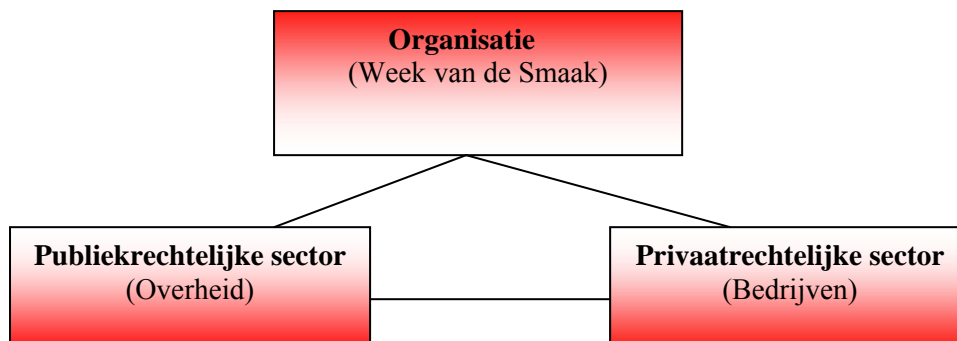 Organisatie
(Week van de Smaak)
Publiekrechtelijke sector
(Overheid)
Privaatrechtelijke sector
(Bedrijven)